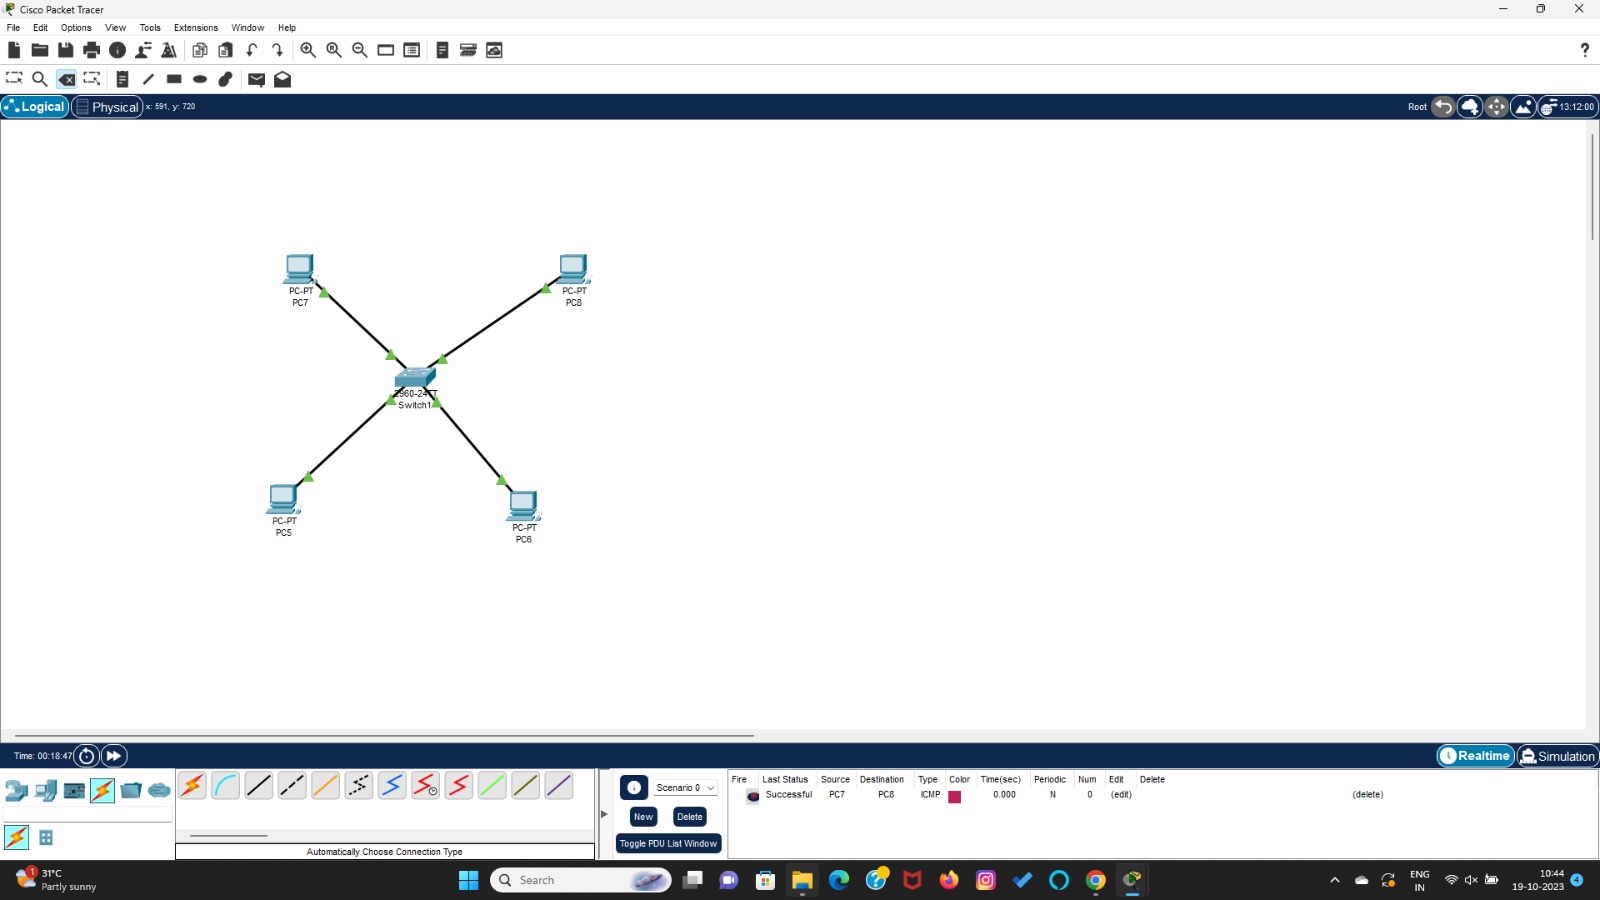 Cisco Packet Tracer
File Edit Options View Tools Extensions Window Help
Logical Physical x: 591, y: 720 Root 13:12:00
PC-PT
PC7
PC-PT
PC8
2960-24TT
Switch1
PC-PT
PC5
PC-PT
PC6
Time: 00:18:47 Realtime Simulation
Scenario 0
New Delete
Toggle PDU List Window
Fire Last Status Source Destination Type Color Time(sec) Periodic Num Edit Delete
Successful PC7 PC8 ICMP 0.000 N 0 (edit) (delete)
Automatically Choose Connection Type
1
31°C
Partly sunny
Search
ENG
IN
10:44
19-10-2023
4